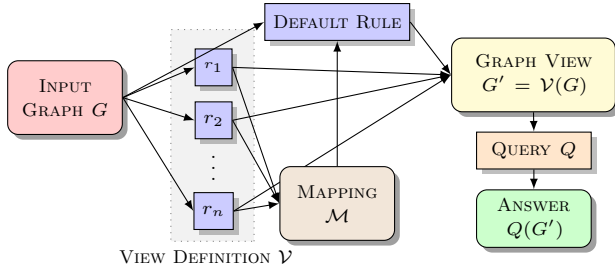 DEFAULT RULE
INPUT
GRAPH G
r₁
r₂
⋮
rₙ
VIEW DEFINITION 𝒱
MAPPING
ℳ
GRAPH VIEW
G′ = 𝒱(G)
QUERY Q
ANSWER
Q(G′)